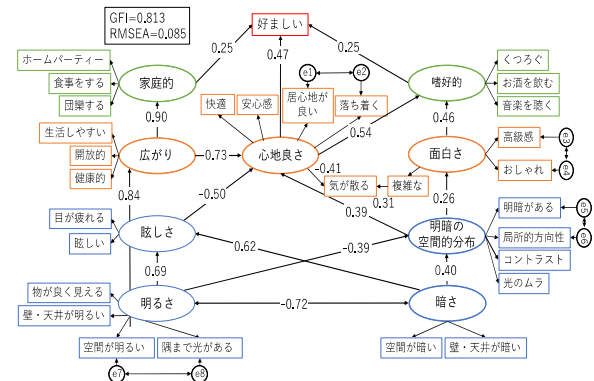 GFI=0.813
RMSEA=0.085
好ましい
0.25
0.47
0.25
ホームパーティー
食事をする
団欒する
家庭的
e1
e2
嗜好的
くつろぐ
お酒を飲む
音楽を聴く
快適
安心感
居心地が
良い
落ち着く
0.90
0.54
0.46
生活しやすい
開放的
健康的
広がり
0.73
心地良さ
面白さ
高級感
おしゃれ
e3
e4
-0.41
気が散る
0.31
複雑な
0.84
-0.50
0.39
0.26
目が疲れる
眩しい
眩しさ
0.62
-0.39
明暗の
空間的分布
明暗がある
局所的方向性
コントラスト
光のムラ
e5
e6
0.69
0.40
物が良く見える
壁・天井が明るい
明るさ
-0.72
暗さ
空間が明るい
隅まで光がある
空間が暗い
壁・天井が暗い
e7
e8